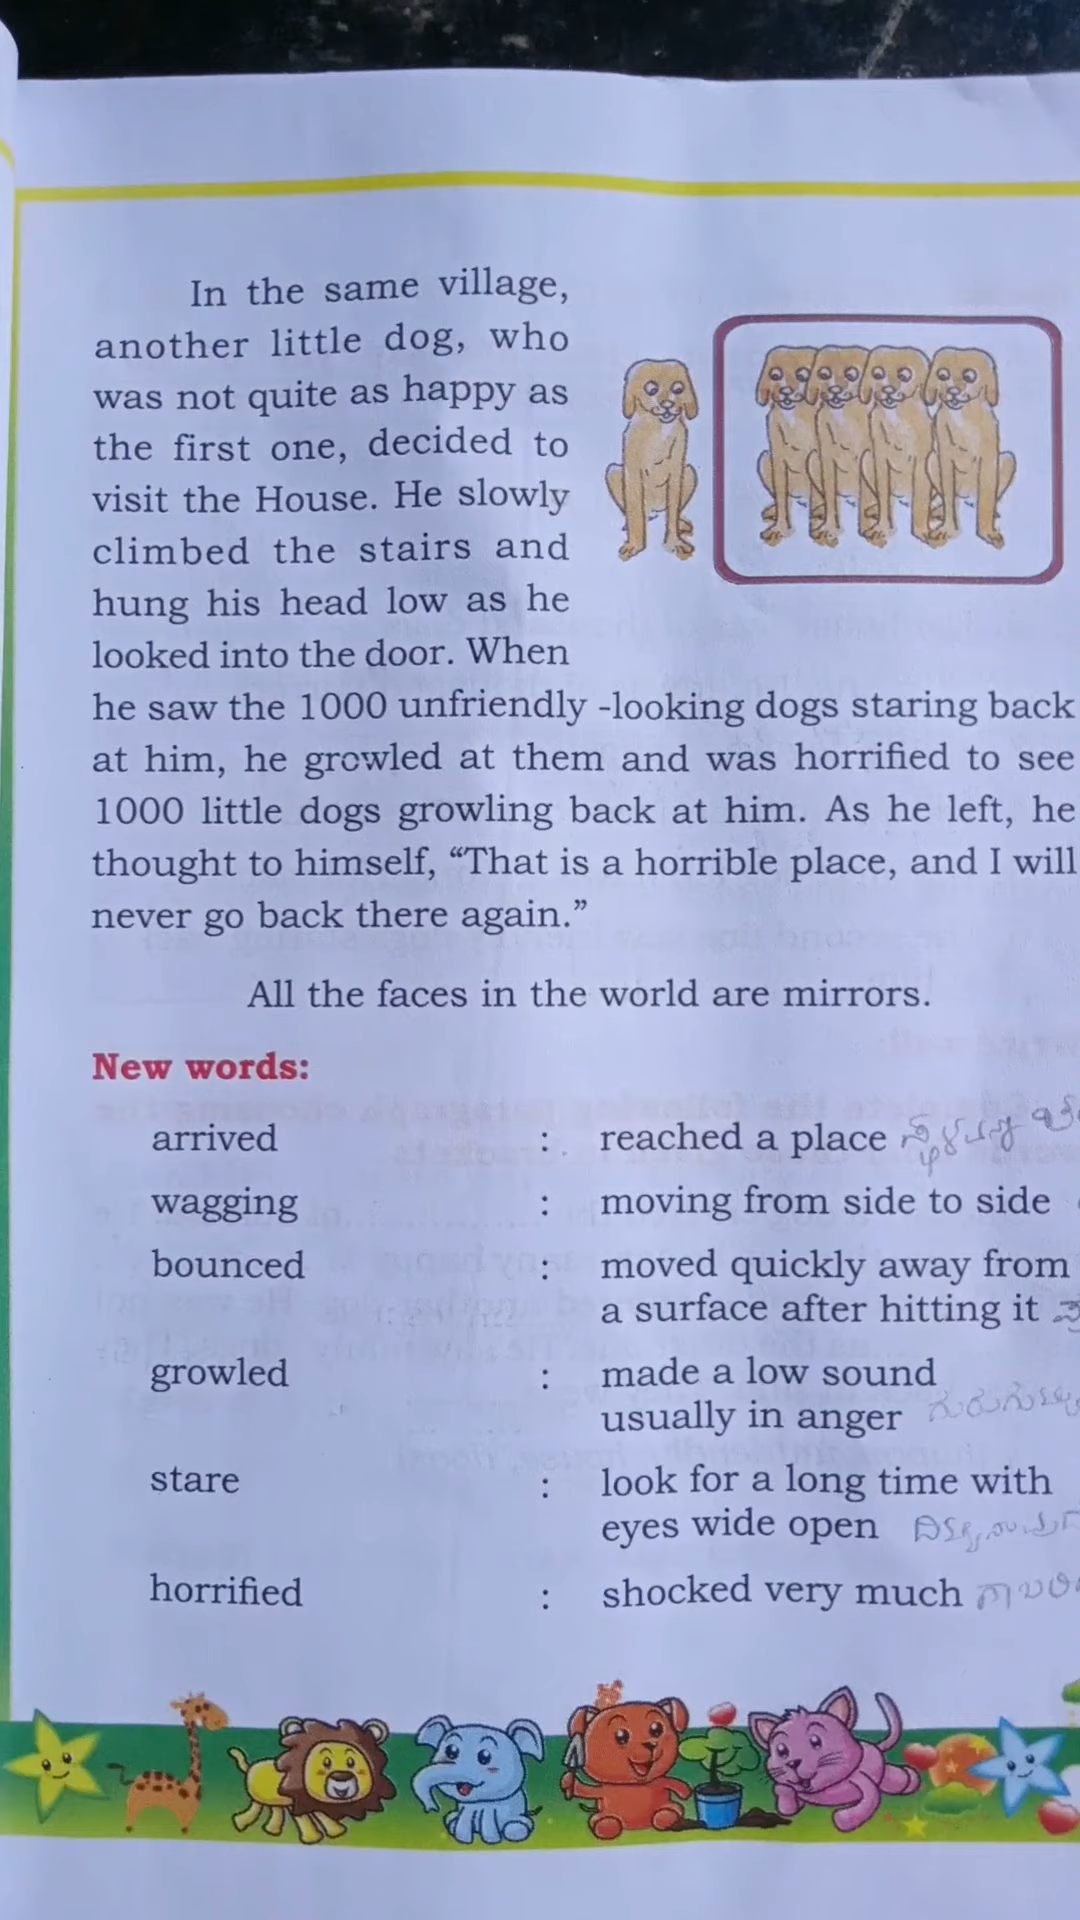 In the same village,
another little dog, who
was not quite as happy as
the first one, decided to
visit the House. He slowly
climbed the stairs and
hung his head low as he
looked into the door. When
he saw the 1000 unfriendly -looking dogs staring back
at him, he growled at them and was horrified to see
1000 little dogs growling back at him. As he left, he
thought to himself, “That is a horrible place, and I will
never go back there again.”
All the faces in the world are mirrors.
New words:
arrived : reached a place
wagging : moving from side to side
bounced : moved quickly away from
a surface after hitting it
growled : made a low sound
usually in anger
stare : look for a long time with
eyes wide open
horrified : shocked very much